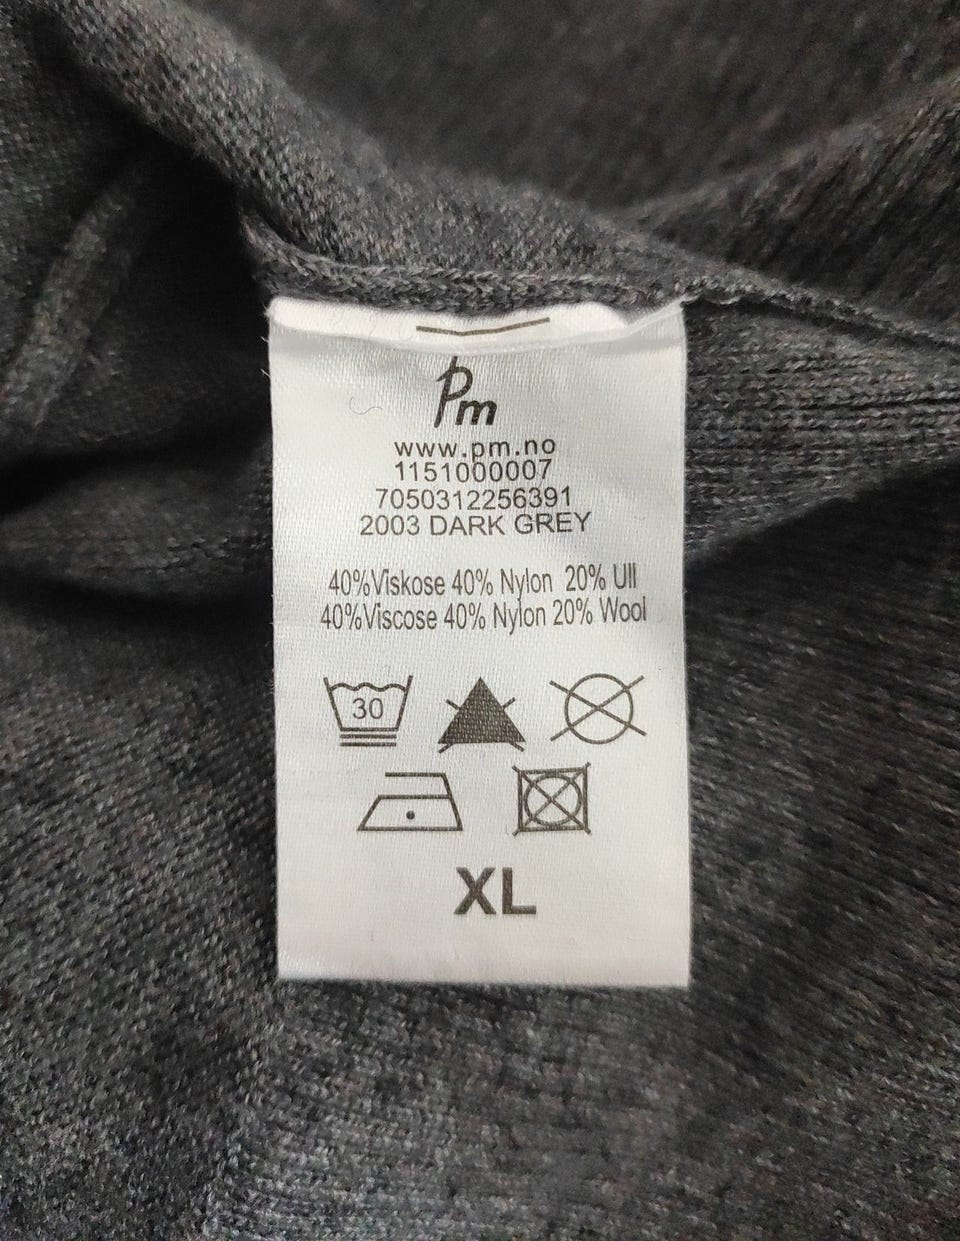 Pm
www.pm.no
1151000007
7050312256391
2003 DARK GREY
40%Viskose 40% Nylon 20% Ull
40%Viscose 40% Nylon 20% Wool
30
XL